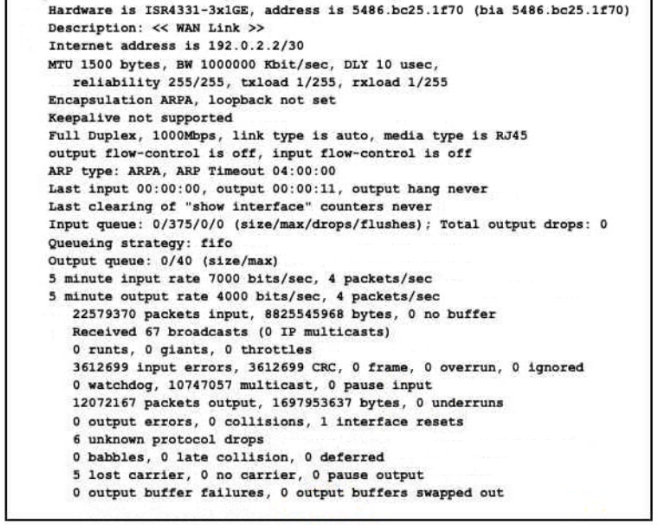 Hardware is ISR4331-3x1GE, address is 5486.bc25.1f70 (bia 5486.bc25.1f70)
Description: << WAN Link >>
Internet address is 192.0.2.2/30
MTU 1500 bytes, BW 1000000 Kbit/sec, DLY 10 usec,
reliability 255/255, txload 1/255, rxload 1/255
Encapsulation ARPA, loopback not set
Keepalive not supported
Full Duplex, 1000Mbps, link type is auto, media type is RJ45
output flow-control is off, input flow-control is off
ARP type: ARPA, ARP Timeout 04:00:00
Last input 00:00:00, output 00:00:11, output hang never
Last clearing of "show interface" counters never
Input queue: 0/375/0/0 (size/max/drops/flushes); Total output drops: 0
Queueing strategy: fifo
Output queue: 0/40 (size/max)
5 minute input rate 7000 bits/sec, 4 packets/sec
5 minute output rate 4000 bits/sec, 4 packets/sec
22579370 packets input, 8825545968 bytes, 0 no buffer
Received 67 broadcasts (0 IP multicasts)
0 runts, 0 giants, 0 throttles
3612699 input errors, 3612699 CRC, 0 frame, 0 overrun, 0 ignored
0 watchdog, 10747057 multicast, 0 pause input
12072167 packets output, 1697953637 bytes, 0 underruns
0 output errors, 0 collisions, 1 interface resets
6 unknown protocol drops
0 babbles, 0 late collision, 0 deferred
5 lost carrier, 0 no carrier, 0 pause output
0 output buffer failures, 0 output buffers swapped out